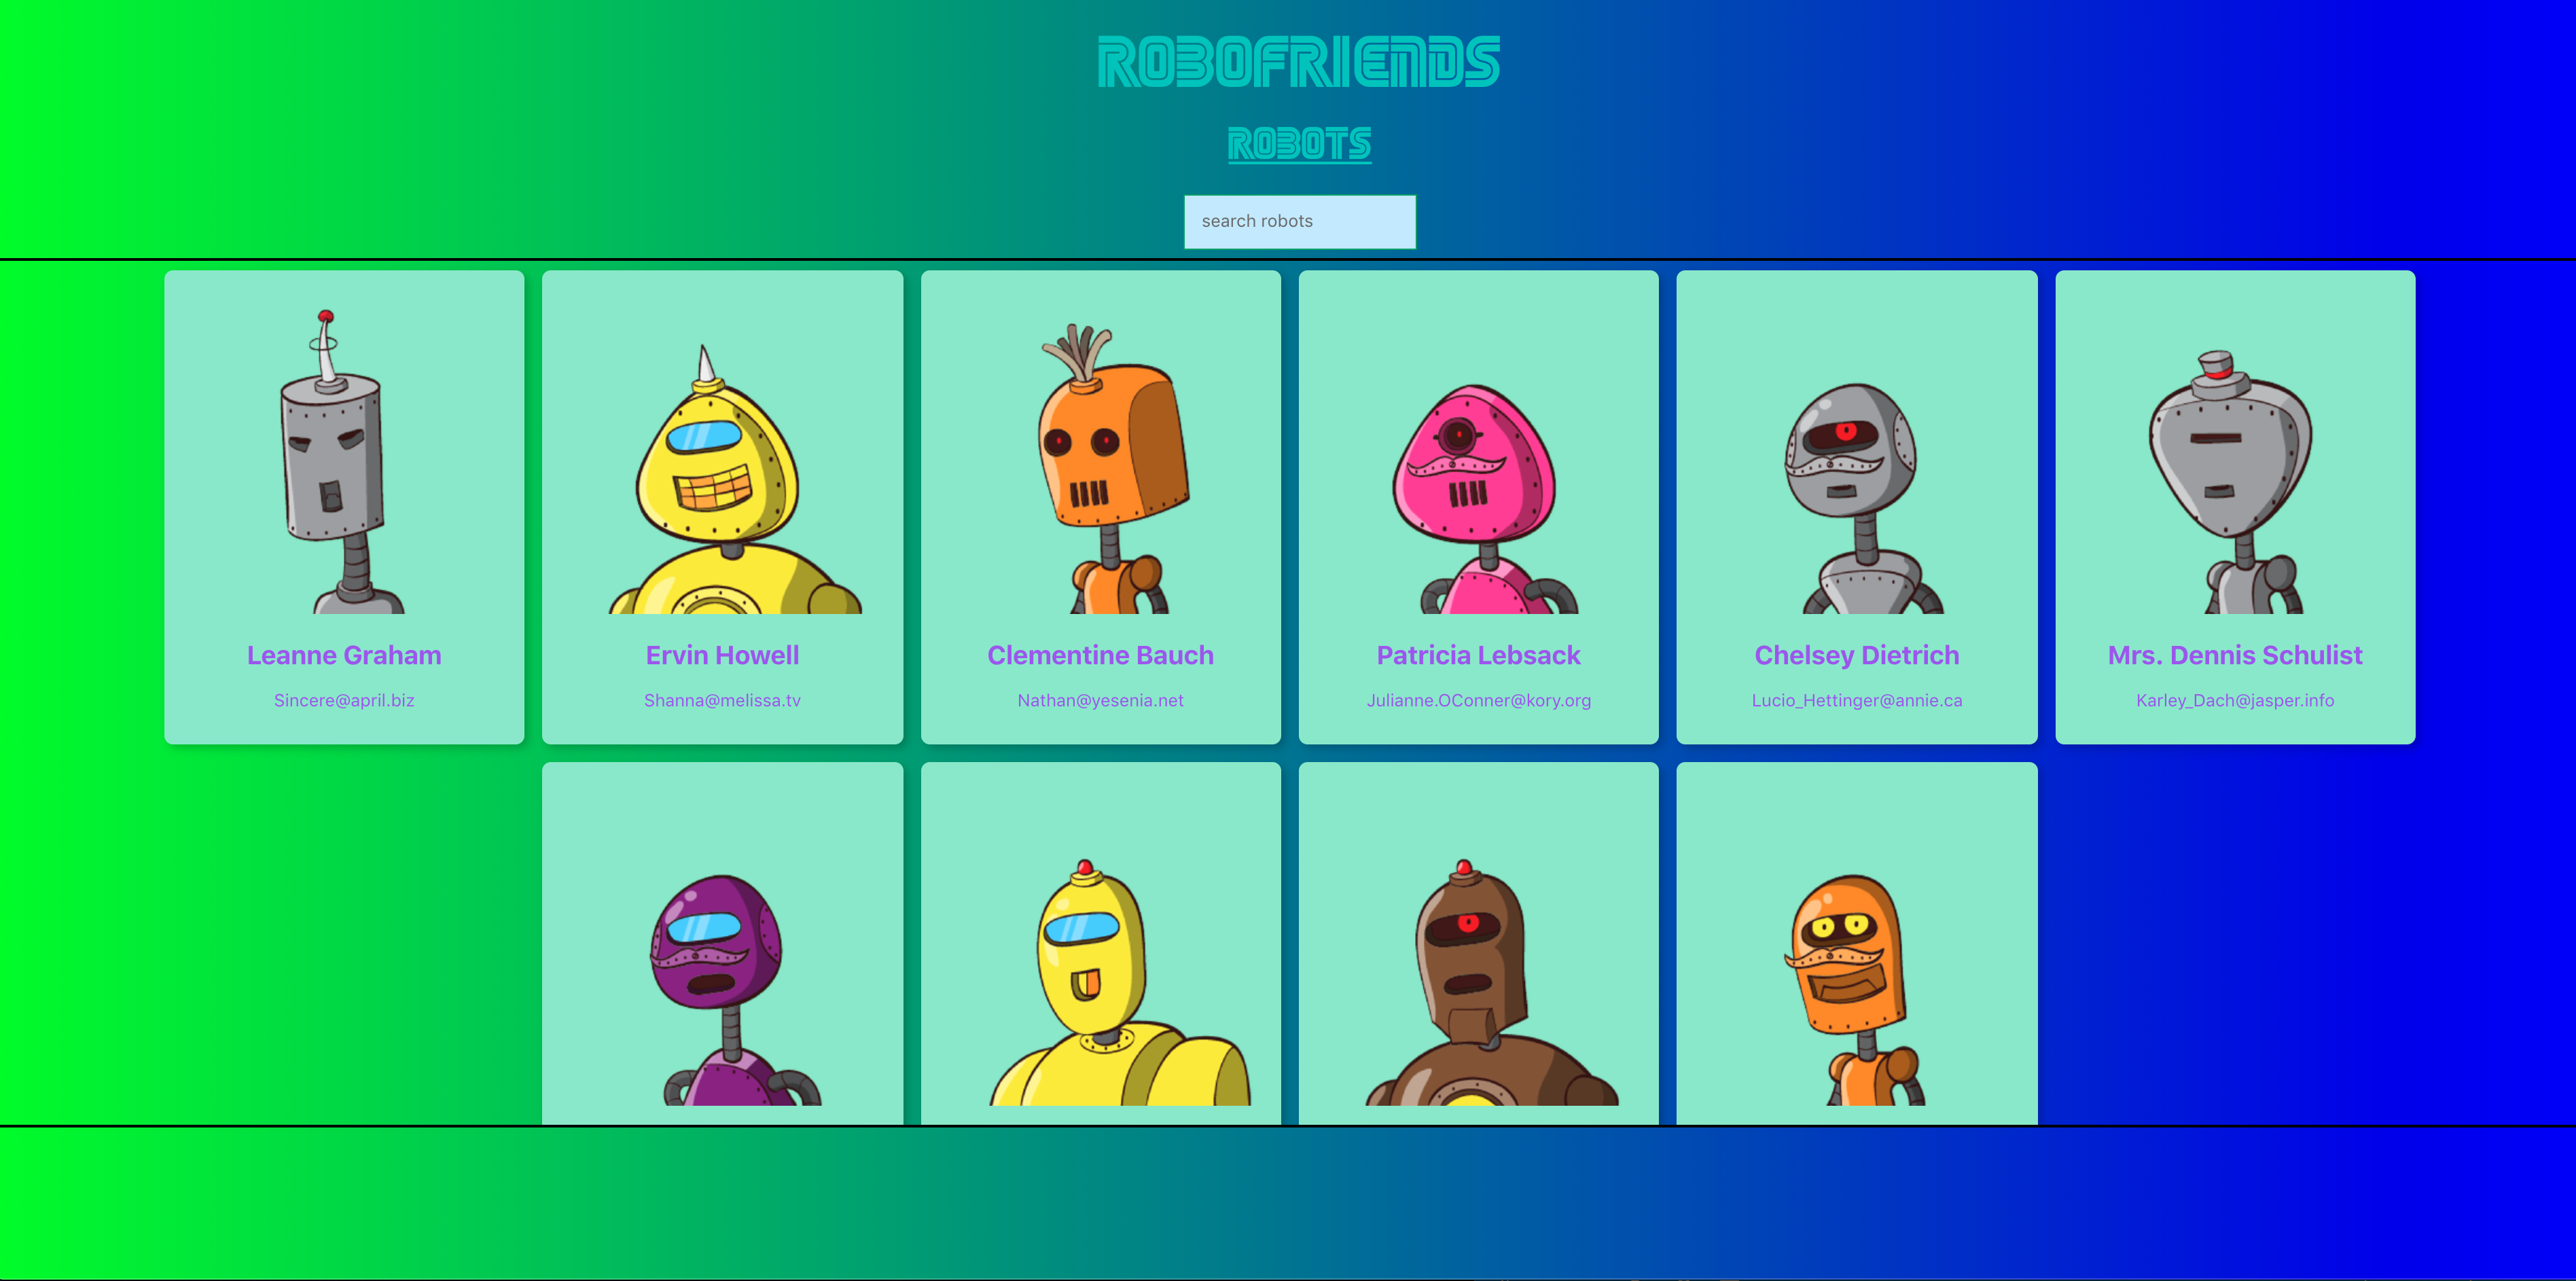 ROBOFRIENDS
ROBOTS
search robots
Leanne Graham
Sincere@april.biz
Ervin Howell
Shanna@melissa.tv
Clementine Bauch
Nathan@yesenia.net
Patricia Lebsack
Julianne.OConner@kory.org
Chelsey Dietrich
Lucio_Hettinger@annie.ca
Mrs. Dennis Schulist
Karley_Dach@jasper.info